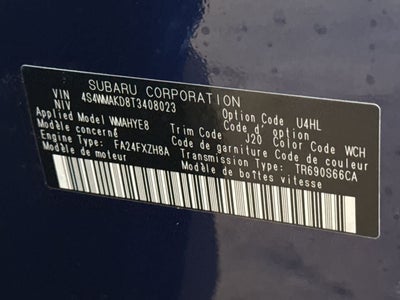 SUBARU CORPORATION
VIN
NIV 4S4WMAKD8T3408023
Option Code U4HL
Code d' option
Applied Model WMAHYE8
Modèle concerné
Trim Code J20 Color Code WCH
Code de garniture Code de couleur
Engine Type: FA24FXZH8A
Modèle de moteur
Transmission Type: TR690S66CA
Modèle de boîtes vitesse